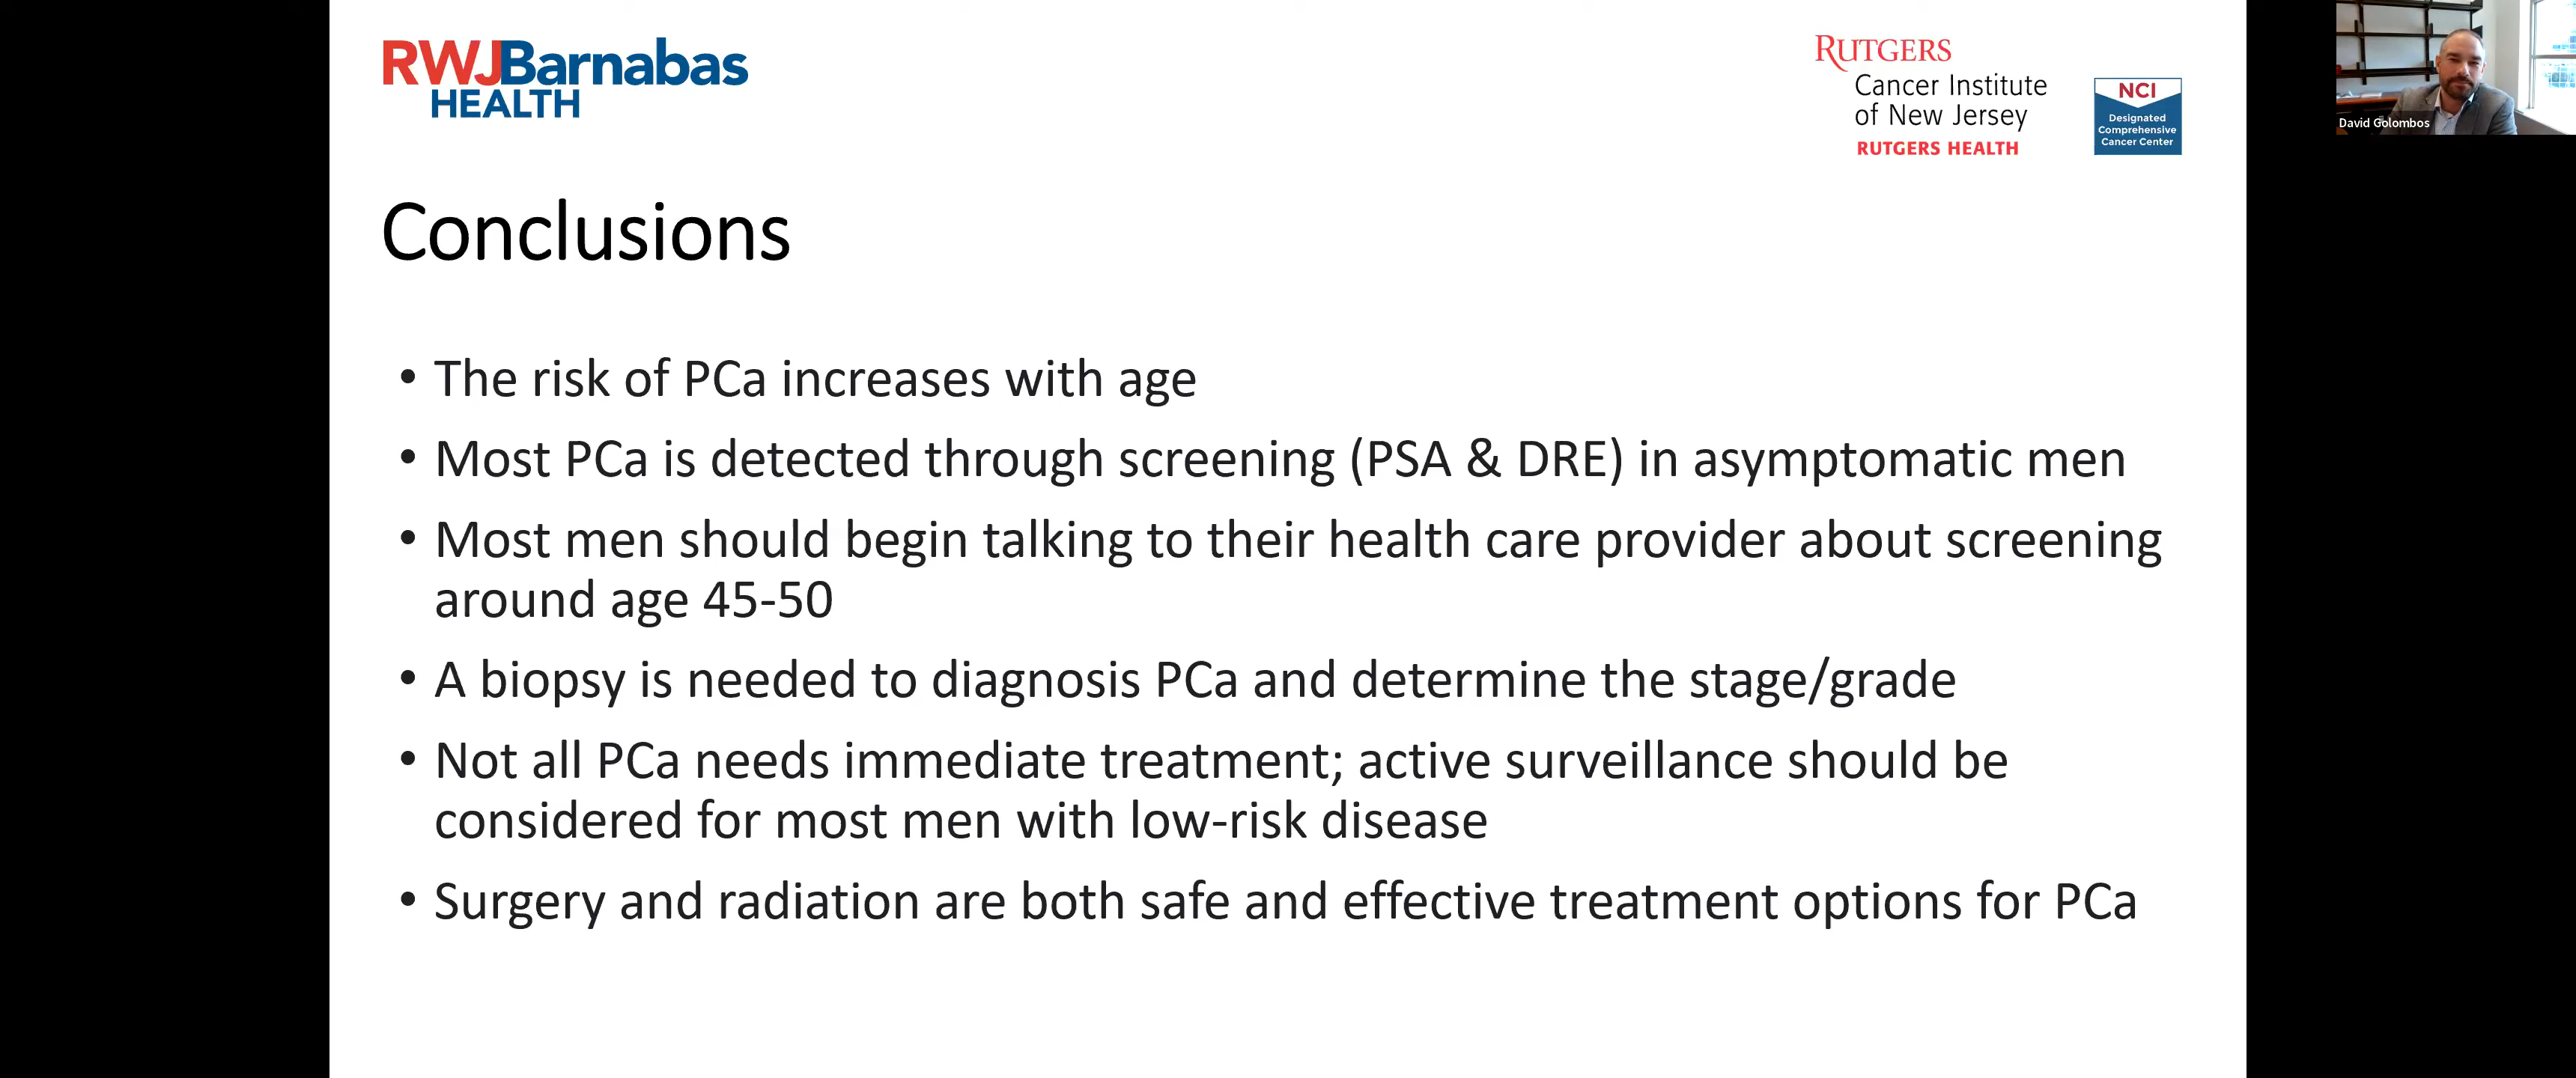 RWJBarnabas
HEALTH
RUTGERS
Cancer Institute
of New Jersey
RUTGERS HEALTH
NCI
Designated
Comprehensive
Cancer Center
David Golombos
Conclusions
• The risk of PCa increases with age
• Most PCa is detected through screening (PSA & DRE) in asymptomatic men
• Most men should begin talking to their health care provider about screening
around age 45-50
• A biopsy is needed to diagnosis PCa and determine the stage/grade
• Not all PCa needs immediate treatment; active surveillance should be
considered for most men with low-risk disease
• Surgery and radiation are both safe and effective treatment options for PCa